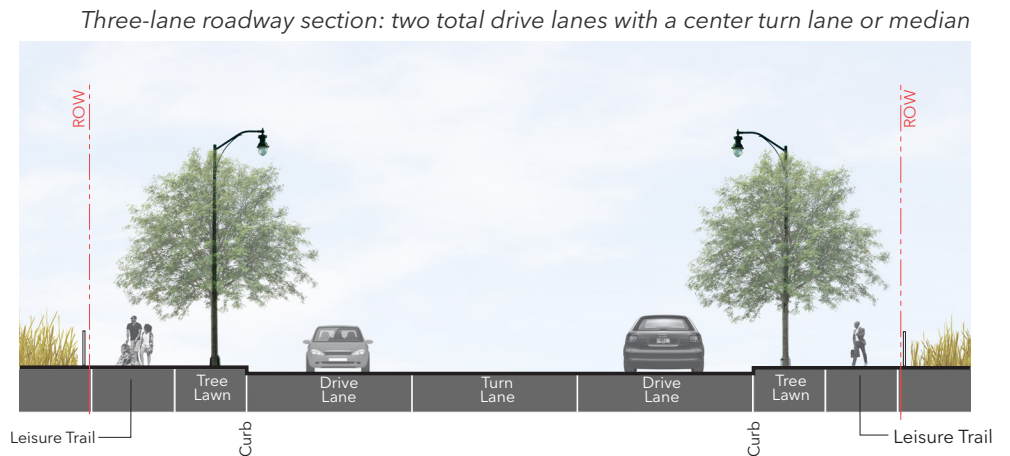 Three-lane roadway section: two total drive lanes with a center turn lane or median
ROW
ROW
Tree
Lawn
Drive
Lane
Turn
Lane
Drive
Lane
Tree
Lawn
Leisure Trail
Curb
Curb
Leisure Trail